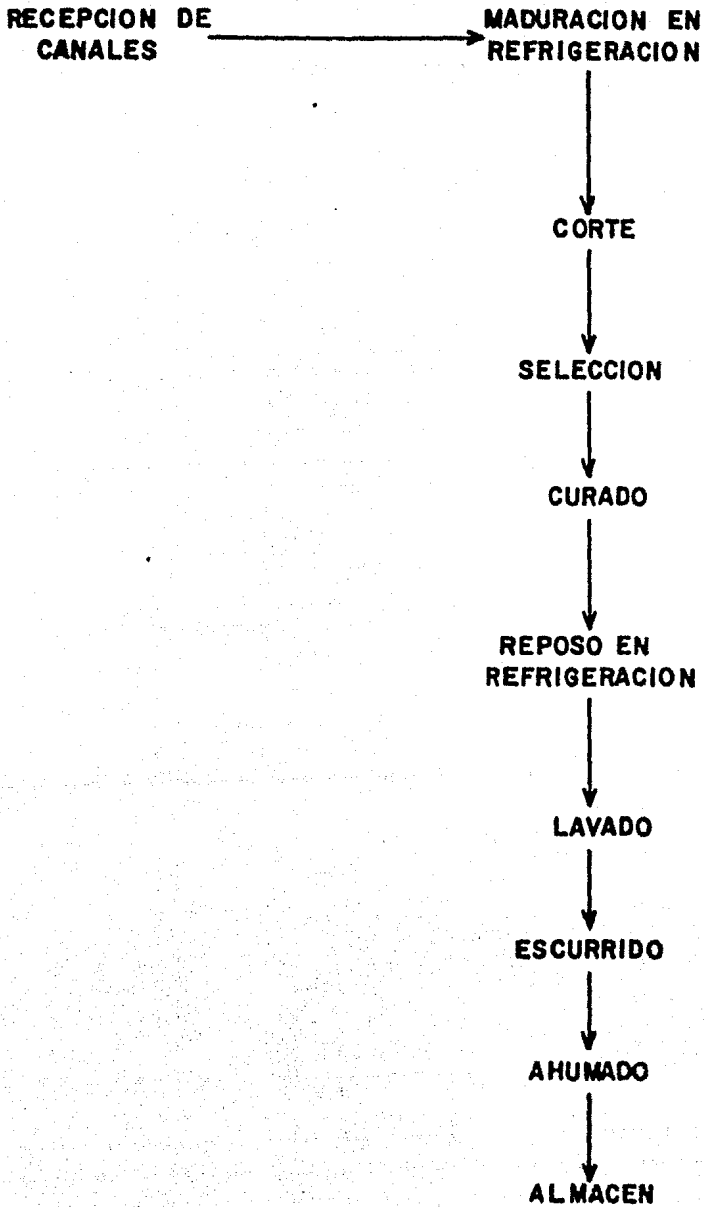 RECEPCION DE
CANALES
MADURACION EN
REFRIGERACION
CORTE
SELECCION
CURADO
REPOSO EN
REFRIGERACION
LAVADO
ESCURRIDO
AHUMADO
ALMACEN